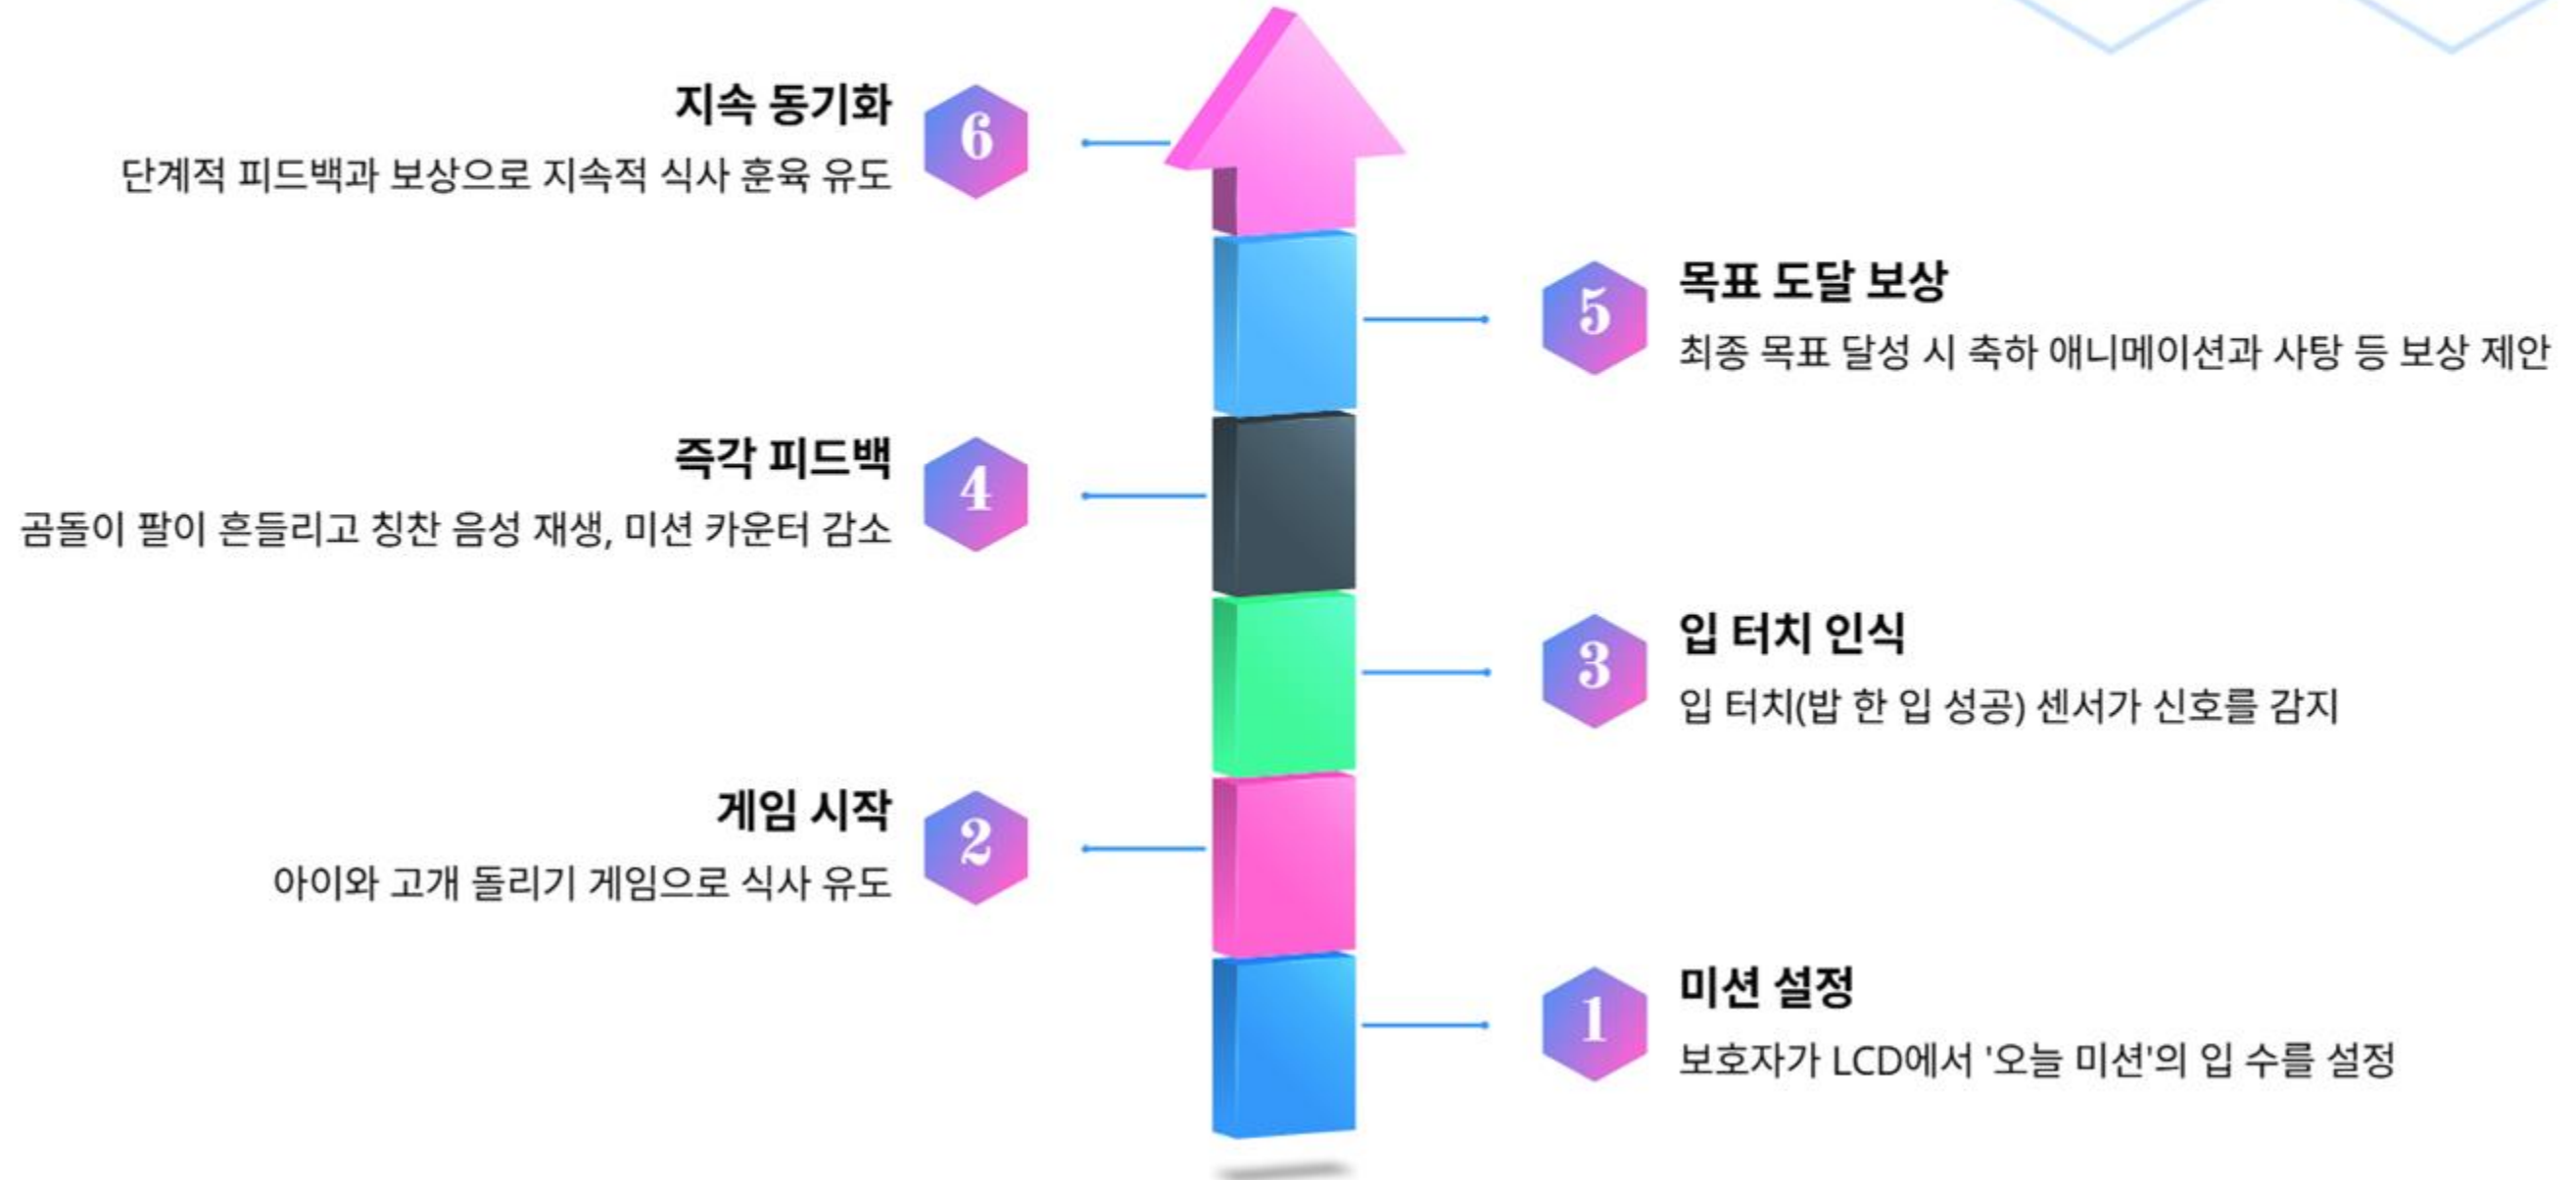 지속 동기화
6
단계적 피드백과 보상으로 지속적 식사 훈육 유도
목표 도달 보상
5
최종 목표 달성 시 축하 애니메이션과 사탕 등 보상 제안
즉각 피드백
4
곰돌이 팔이 흔들리고 칭찬 음성 재생, 미션 카운터 감소
입 터치 인식
3
입 터치(밥 한 입 성공) 센서가 신호를 감지
게임 시작
2
아이와 고개 돌리기 게임으로 식사 유도
미션 설정
1
보호자가 LCD에서 '오늘 미션'의 입 수를 설정